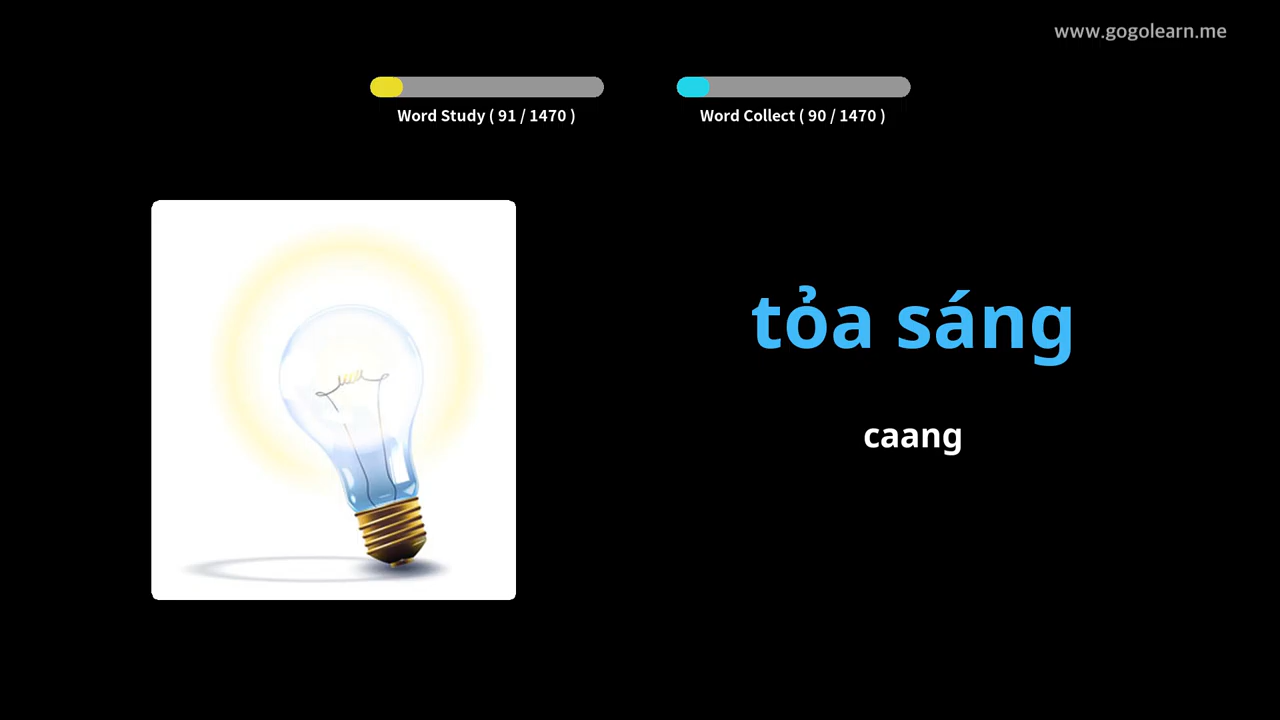 www.gogolearn.me
Word Study ( 91 / 1470 )
Word Collect ( 90 / 1470 )
tỏa sáng
caang